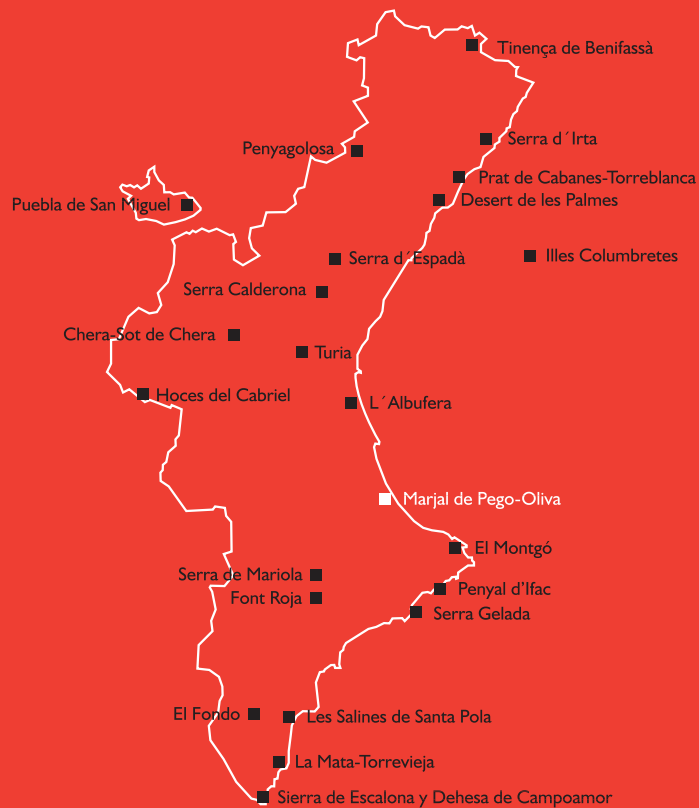 Tinença de Benifassà
Serra d´Irta
Penyagolosa
Prat de Cabanes-Torreblanca
Desert de les Palmes
Puebla de San Miguel
Illes Columbretes
Serra d´Espadà
Serra Calderona
Chera-Sot de Chera
Turia
Hoces del Cabriel
L´Albufera
Marjal de Pego-Oliva
El Montgó
Serra de Mariola
Penyal d'Ifac
Font Roja
Serra Gelada
El Fondo
Les Salines de Santa Pola
La Mata-Torrevieja
Sierra de Escalona y Dehesa de Campoamor